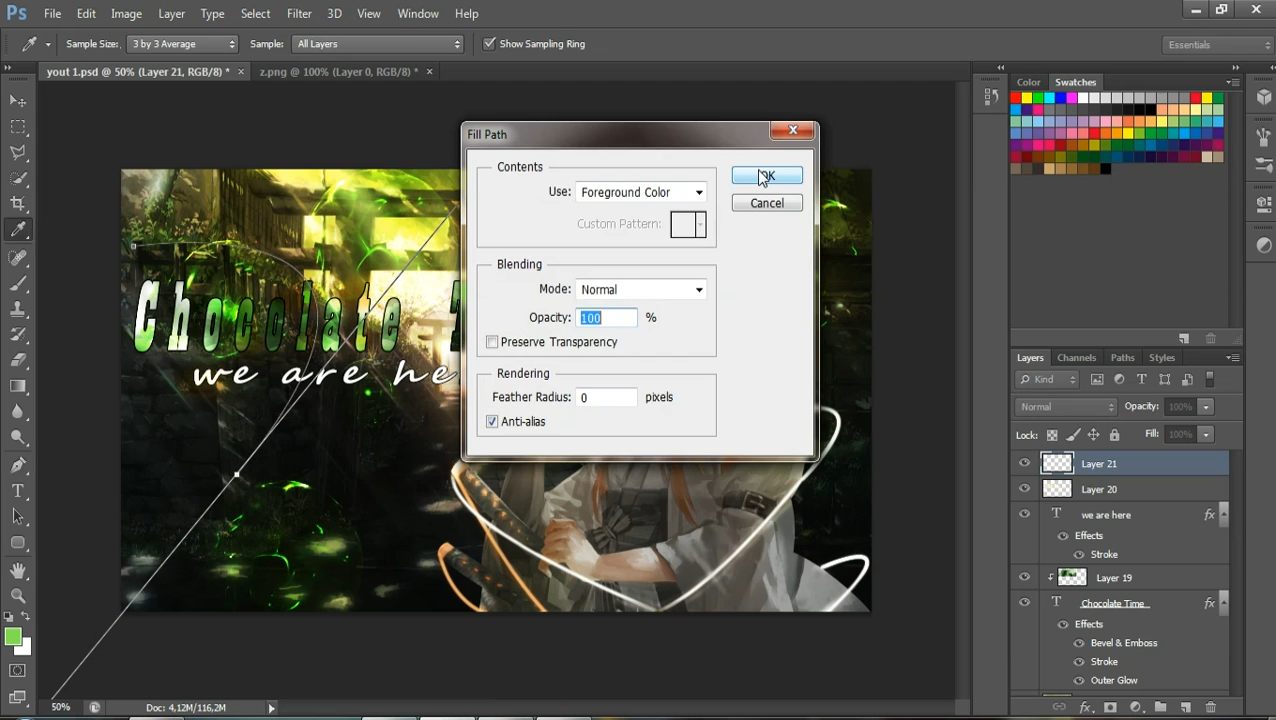 Ps File Edit Image Layer Type Select Filter 3D View Window Help
Sample Size: 3 by 3 Average Sample: All Layers Show Sampling Ring Essentials
yout 1.psd @ 50% (Layer 21, RGB/8) * × z.png @ 100% (Layer 0, RGB/8) * ×
Color Swatches
Fill Path
Contents
Use: Foreground Color
Custom Pattern:
OK
Cancel
Blending
Mode: Normal
Opacity: 100 %
Preserve Transparency
Rendering
Feather Radius: 0 pixels
Anti-alias
Chocolate
we are he
Layers Channels Paths Styles
Kind
Normal Opacity: 100%
Lock: Fill: 100%
Layer 21
Layer 20
T we are here fx
Effects
Stroke
Layer 19
T Chocolate Time fx
Effects
Bevel & Emboss
Stroke
Outer Glow
50% Doc: 4,12M/116,2M